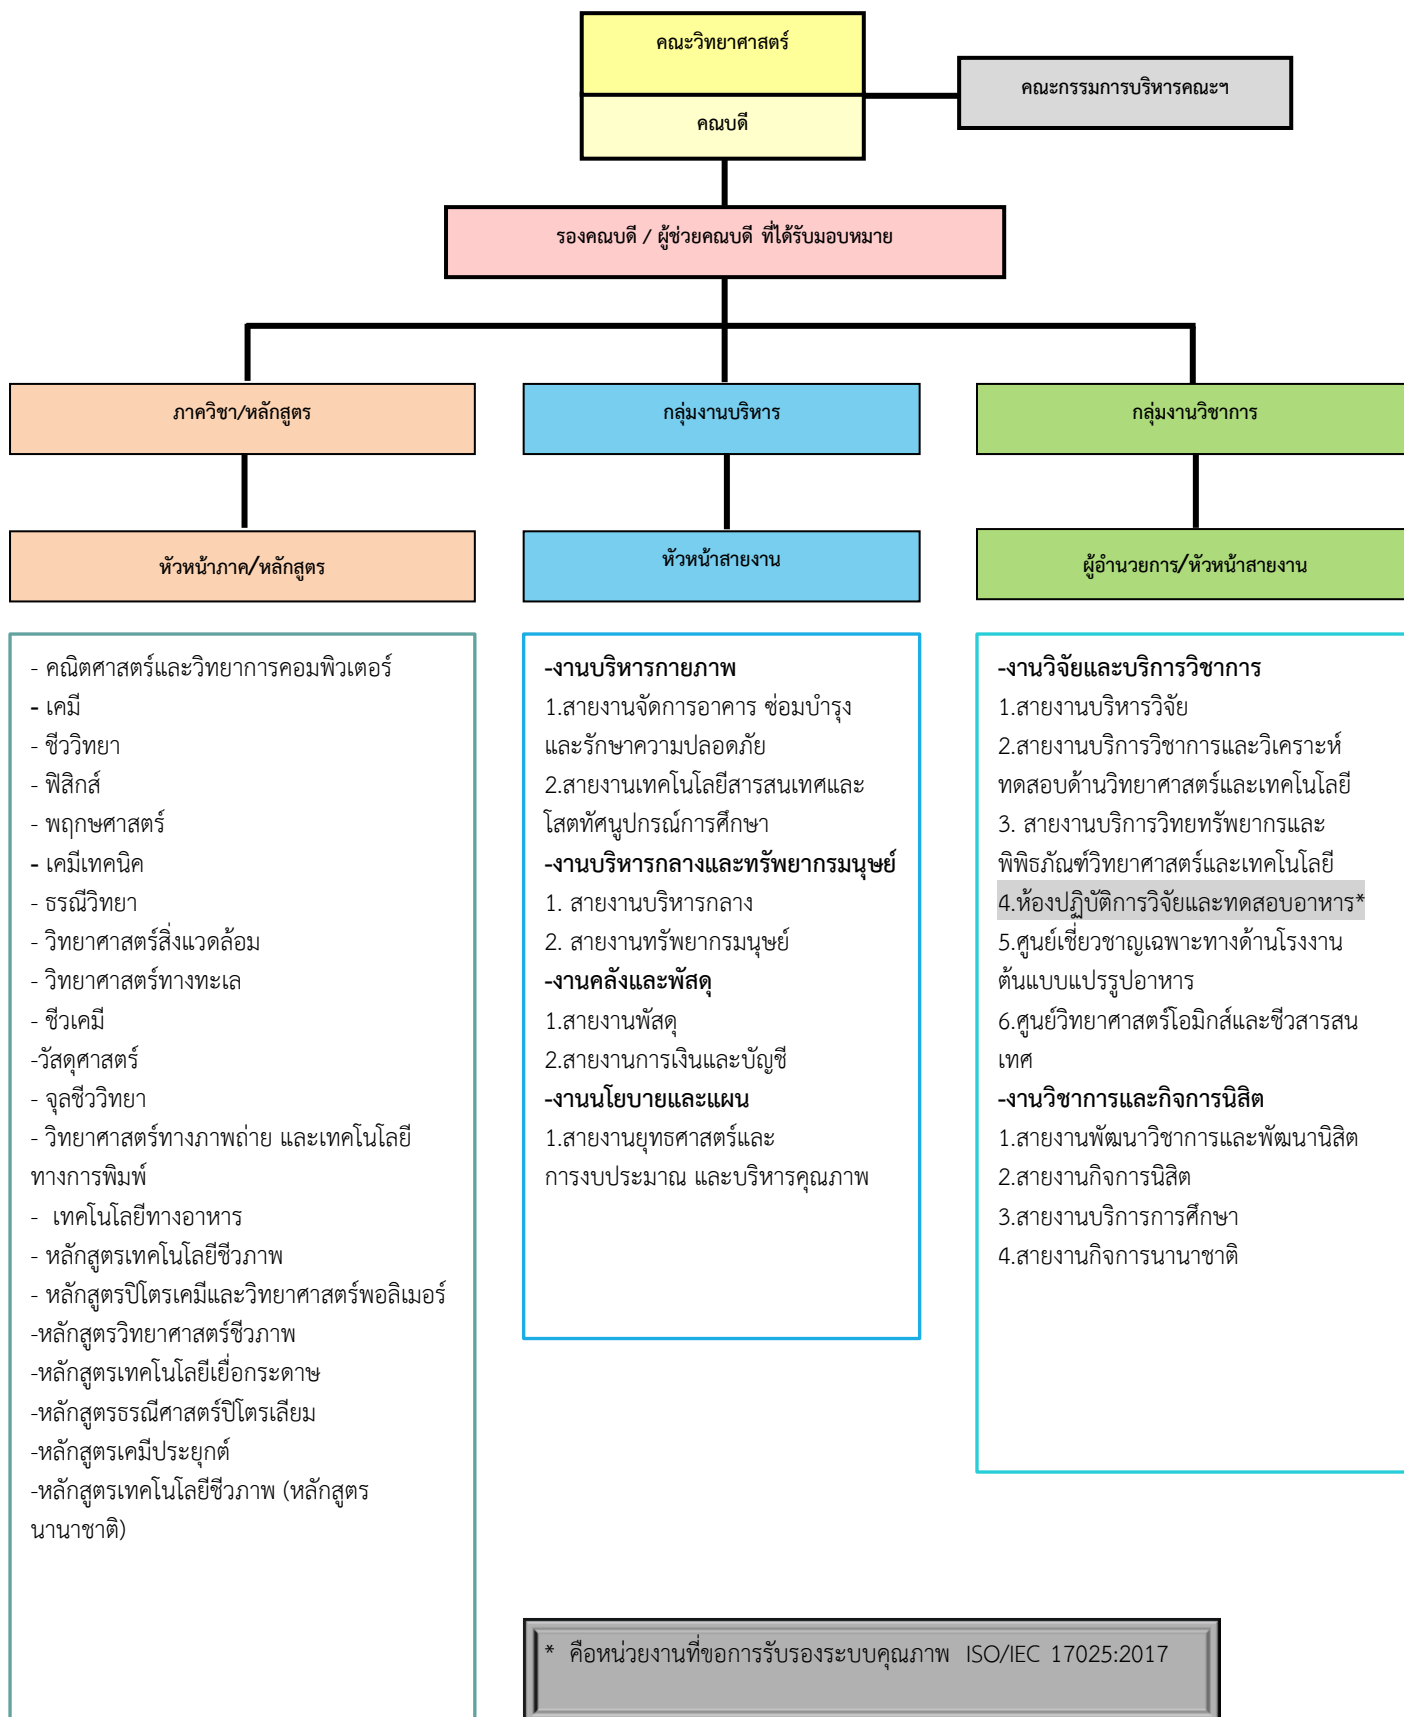 คณะวิทยาศาสตร์
คณบดี
คณะกรรมการบริหารคณะฯ
รองคณบดี / ผู้ช่วยคณบดี ที่ได้รับมอบหมาย
ภาควิชา/หลักสูตร
กลุ่มงานบริหาร
กลุ่มงานวิชาการ
หัวหน้าภาค/หลักสูตร
หัวหน้าสายงาน
ผู้อำนวยการ/หัวหน้าสายงาน
- คณิตศาสตร์และวิทยาการคอมพิวเตอร์
- เคมี
- ชีววิทยา
- ฟิสิกส์
- พฤกษศาสตร์
- เคมีเทคนิค
- ธรณีวิทยา
- วิทยาศาสตร์สิ่งแวดล้อม
- วิทยาศาสตร์ทางทะเล
- ชีวเคมี
-วัสดุศาสตร์
- จุลชีววิทยา
- วิทยาศาสตร์ทางภาพถ่าย และเทคโนโลยี
ทางการพิมพ์
- เทคโนโลยีทางอาหาร
- หลักสูตรเทคโนโลยีชีวภาพ
- หลักสูตรปิโตรเคมีและวิทยาศาสตร์พอลิเมอร์
-หลักสูตรวิทยาศาสตร์ชีวภาพ
-หลักสูตรเทคโนโลยีเยื่อกระดาษ
-หลักสูตรธรณีศาสตร์ปิโตรเลียม
-หลักสูตรเคมีประยุกต์
-หลักสูตรเทคโนโลยีชีวภาพ (หลักสูตร
นานาชาติ)
-งานบริหารกายภาพ
1.สายงานจัดการอาคาร ซ่อมบำรุง
และรักษาความปลอดภัย
2.สายงานเทคโนโลยีสารสนเทศและ
โสตทัศนูปกรณ์การศึกษา
-งานบริหารกลางและทรัพยากรมนุษย์
1. สายงานบริหารกลาง
2. สายงานทรัพยากรมนุษย์
-งานคลังและพัสดุ
1.สายงานพัสดุ
2.สายงานการเงินและบัญชี
-งานนโยบายและแผน
1.สายงานยุทธศาสตร์และ
การงบประมาณ และบริหารคุณภาพ
-งานวิจัยและบริการวิชาการ
1.สายงานบริหารวิจัย
2.สายงานบริการวิชาการและวิเคราะห์
ทดสอบด้านวิทยาศาสตร์และเทคโนโลยี
3. สายงานบริการวิทยทรัพยากรและ
พิพิธภัณฑ์วิทยาศาสตร์และเทคโนโลยี
4.ห้องปฏิบัติการวิจัยและทดสอบอาหาร*
5.ศูนย์เชี่ยวชาญเฉพาะทางด้านโรงงาน
ต้นแบบแปรรูปอาหาร
6.ศูนย์วิทยาศาสตร์โอมิกส์และชีวสารสน
เทศ
-งานวิชาการและกิจการนิสิต
1.สายงานพัฒนาวิชาการและพัฒนานิสิต
2.สายงานกิจการนิสิต
3.สายงานบริการการศึกษา
4.สายงานกิจการนานาชาติ
* คือหน่วยงานที่ขอการรับรองระบบคุณภาพ ISO/IEC 17025:2017